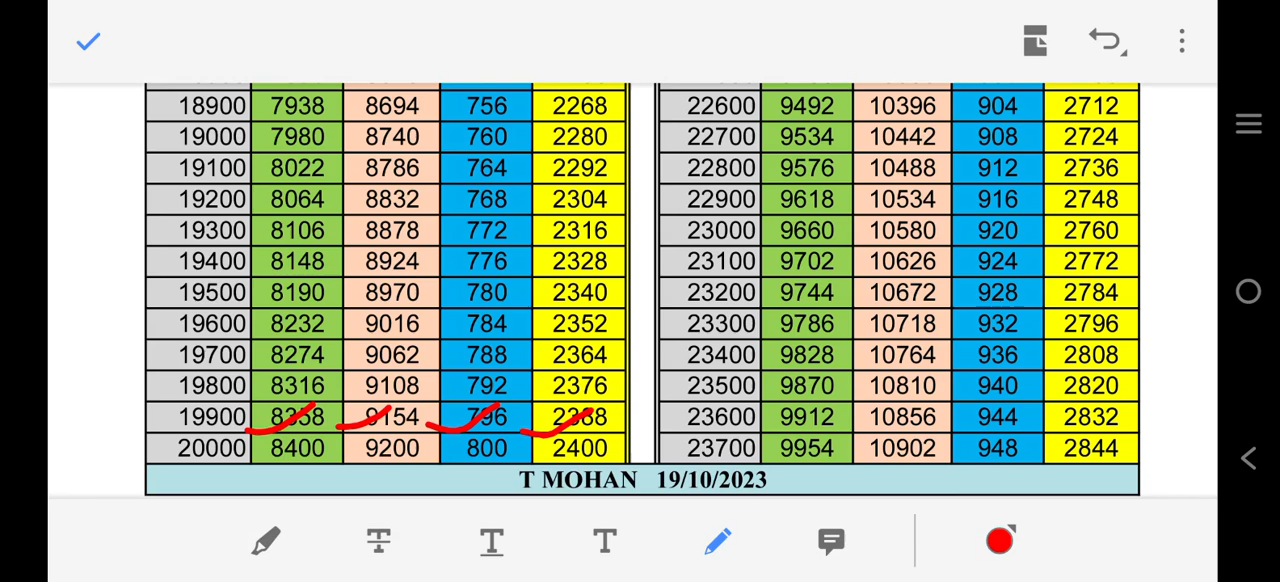 18900 7938 8694 756 2268 22600 9492 10396 904 2712
19000 7980 8740 760 2280 22700 9534 10442 908 2724
19100 8022 8786 764 2292 22800 9576 10488 912 2736
19200 8064 8832 768 2304 22900 9618 10534 916 2748
19300 8106 8878 772 2316 23000 9660 10580 920 2760
19400 8148 8924 776 2328 23100 9702 10626 924 2772
19500 8190 8970 780 2340 23200 9744 10672 928 2784
19600 8232 9016 784 2352 23300 9786 10718 932 2796
19700 8274 9062 788 2364 23400 9828 10764 936 2808
19800 8316 9108 792 2376 23500 9870 10810 940 2820
19900 8358 9154 796 2388 23600 9912 10856 944 2832
20000 8400 9200 800 2400 23700 9954 10902 948 2844
T MOHAN 19/10/2023